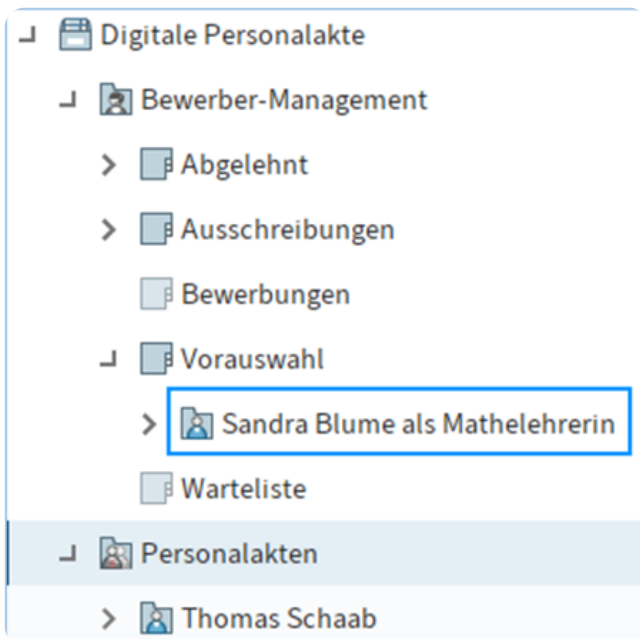 Digitale Personalakte
Bewerber-Management
Abgelehnt
Ausschreibungen
Bewerbungen
Vorauswahl
Sandra Blume als Mathelehrerin
Warteliste
Personalakten
Thomas Schaab